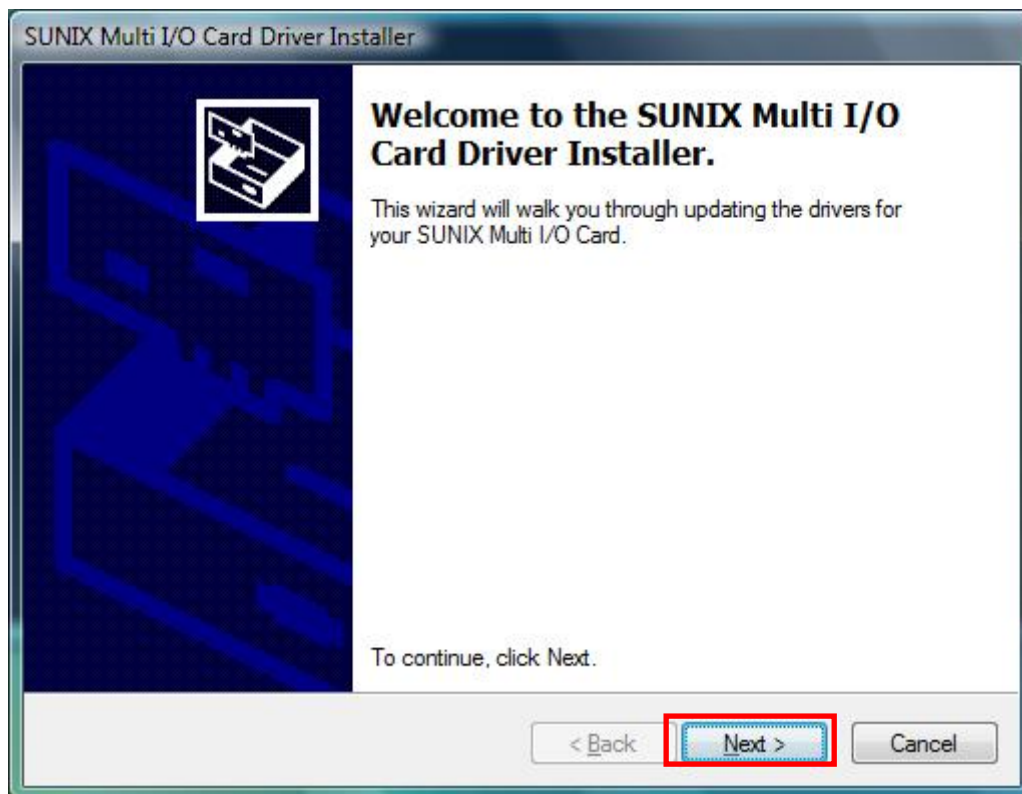 SUNIX Multi I/O Card Driver Installer
Welcome to the SUNIX Multi I/O
Card Driver Installer.
This wizard will walk you through updating the drivers for
your SUNIX Multi I/O Card.
To continue, click Next.
< Back
Next >
Cancel